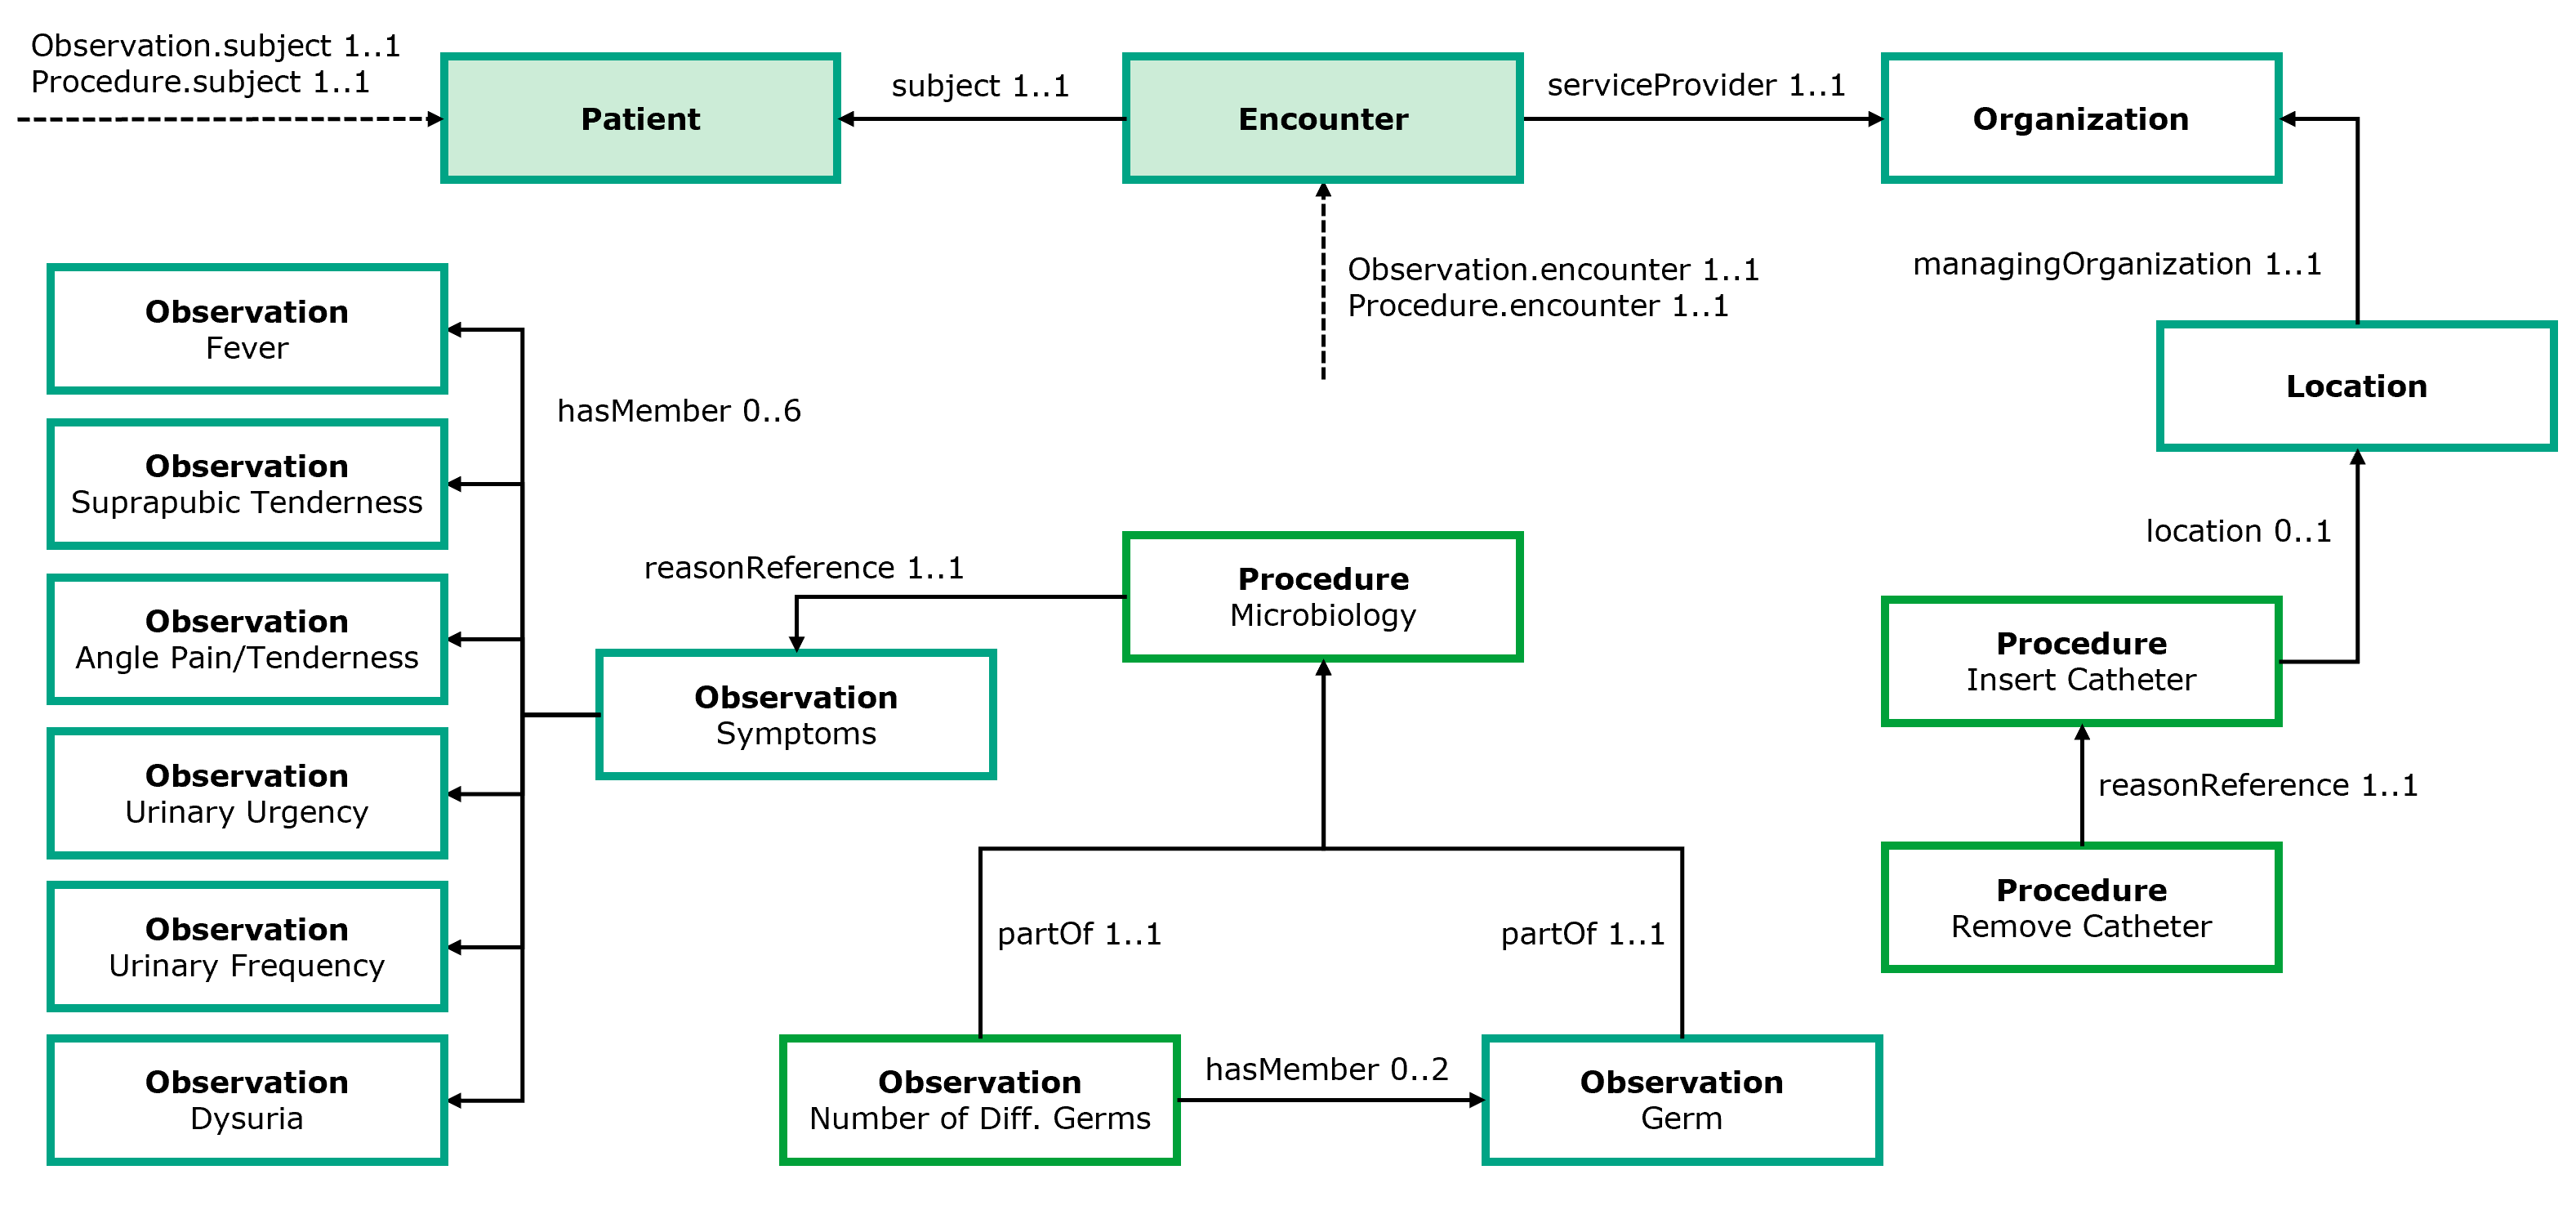 Observation.subject 1..1
Procedure.subject 1..1
Patient
subject 1..1
Encounter
serviceProvider 1..1
Organization
Observation.encounter 1..1
Procedure.encounter 1..1
managingOrganization 1..1
Location
location 0..1
Observation
Fever
hasMember 0..6
Observation
Suprapubic Tenderness
Observation
Angle Pain/Tenderness
Observation
Urinary Urgency
Observation
Urinary Frequency
Observation
Dysuria
reasonReference 1..1
Observation
Symptoms
Procedure
Microbiology
partOf 1..1
partOf 1..1
Observation
Number of Diff. Germs
hasMember 0..2
Observation
Germ
Procedure
Insert Catheter
reasonReference 1..1
Procedure
Remove Catheter